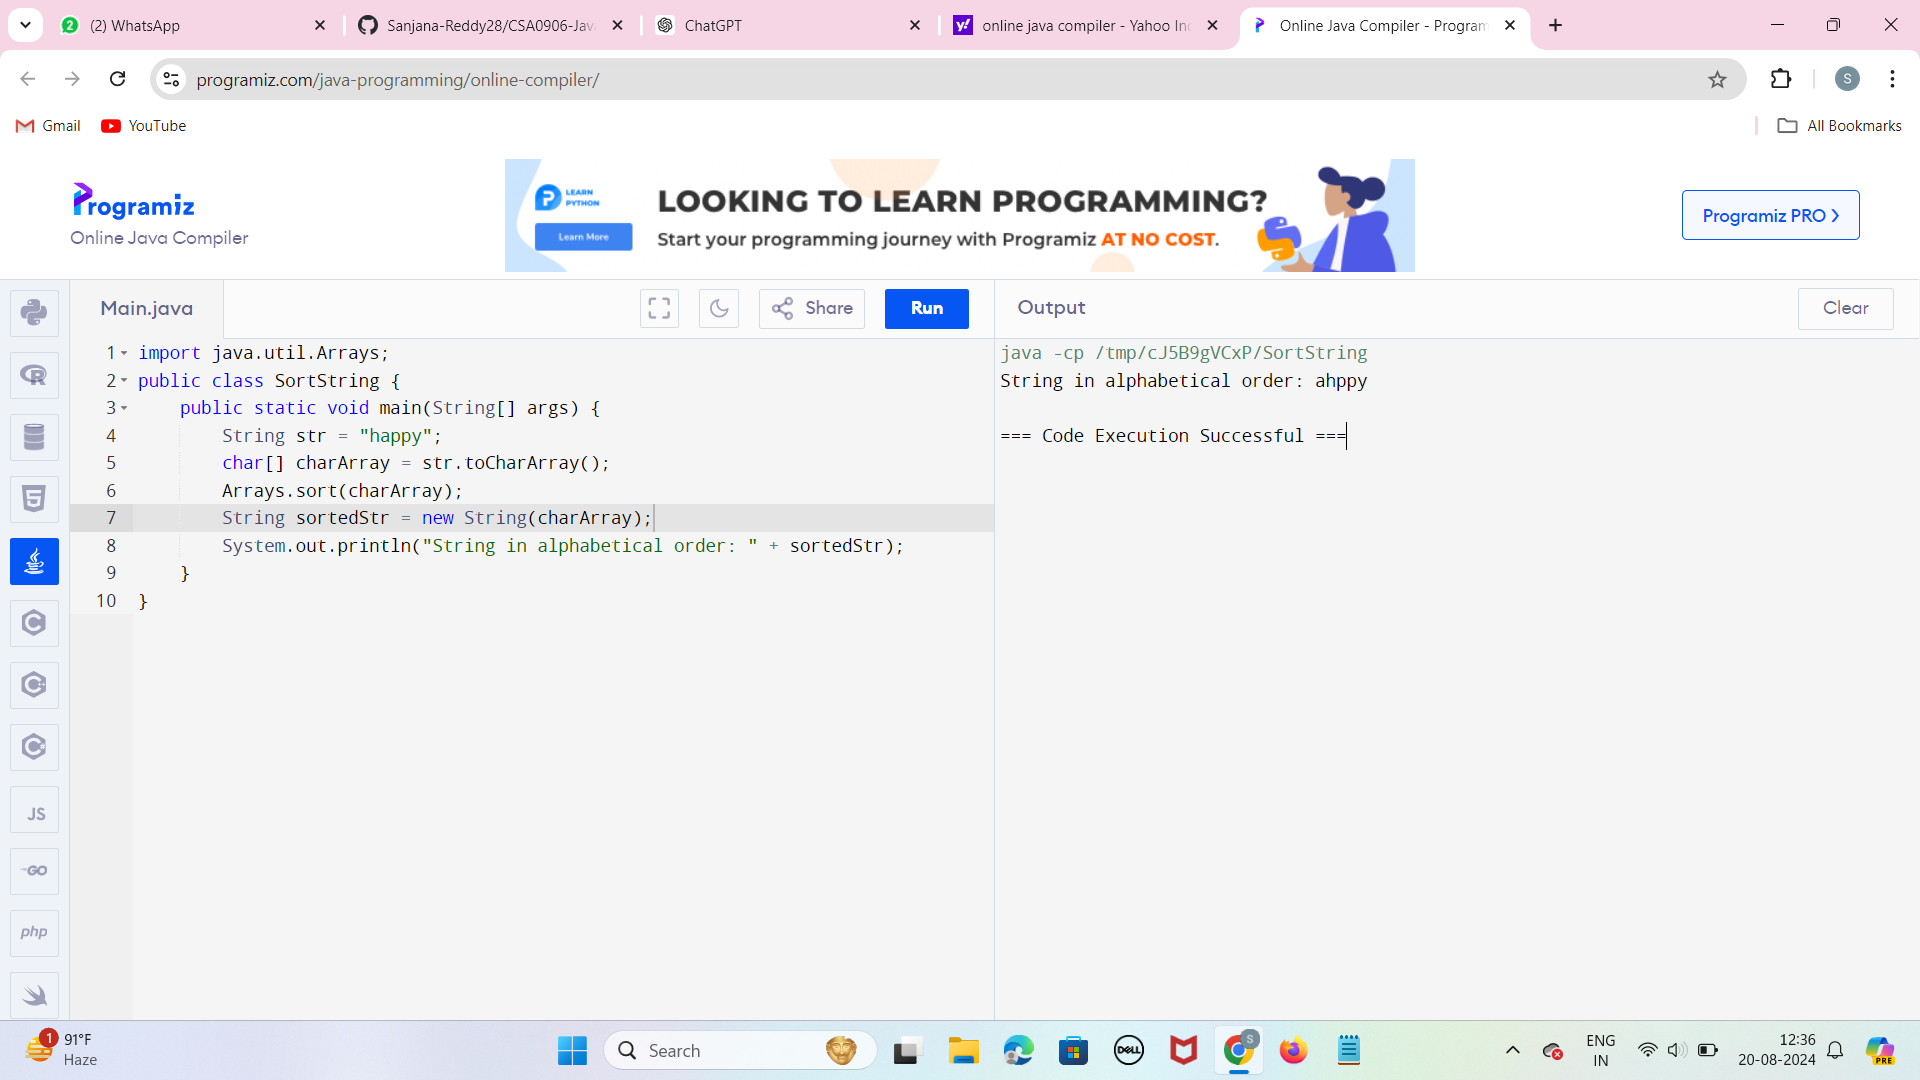 (2) WhatsApp
Sanjana-Reddy28/CSA0906-Java
ChatGPT
online java compiler - Yahoo Inc
Online Java Compiler - Program
programiz.com/java-programming/online-compiler/
S
Gmail
YouTube
All Bookmarks
Programiz
Online Java Compiler
LEARN PYTHON
Learn More
LOOKING TO LEARN PROGRAMMING?
Start your programming journey with Programiz AT NO COST.
Programiz PRO ❯
Main.java
Share
Run
Output
Clear
1 import java.util.Arrays;
2 public class SortString {
3     public static void main(String[] args) {
4         String str = "happy";
5         char[] charArray = str.toCharArray();
6         Arrays.sort(charArray);
7         String sortedStr = new String(charArray);
8         System.out.println("String in alphabetical order: " + sortedStr);
9     }
10 }
java -cp /tmp/cJ5B9gVCxP/SortString
String in alphabetical order: ahppy
=== Code Execution Successful ===
JS
GO
php
1
91°F
Haze
Search
DELL
S
ENG
IN
12:36
20-08-2024
PRE